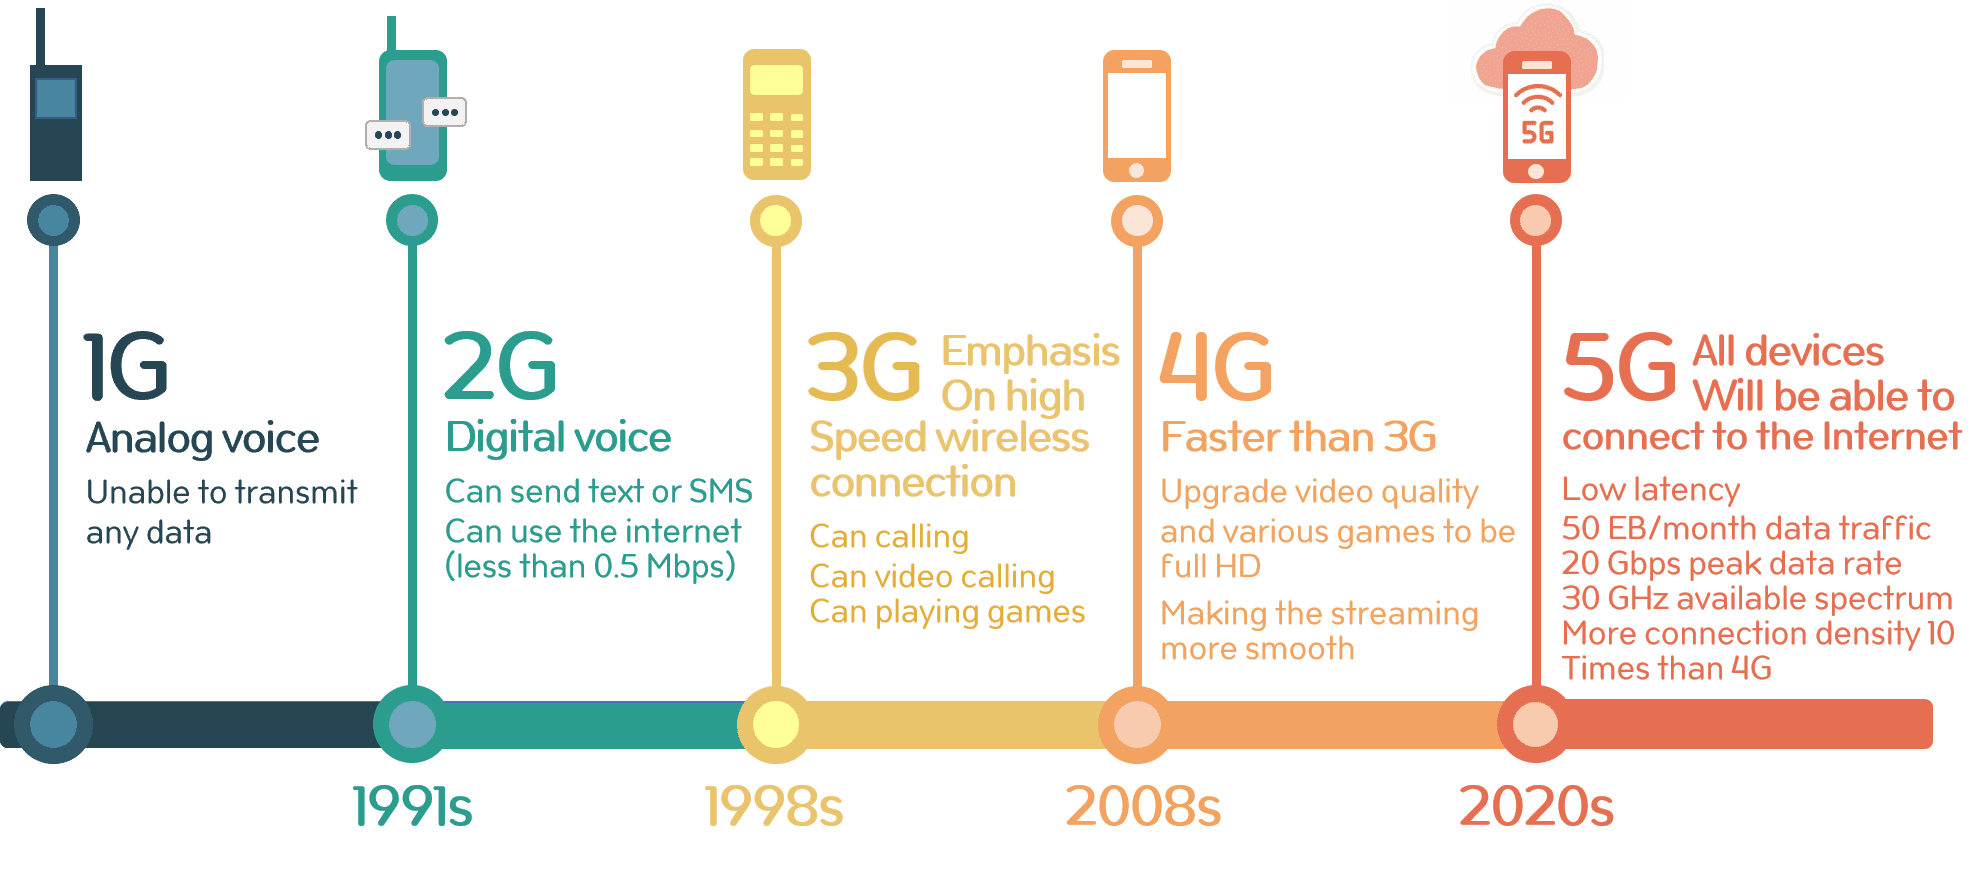 5G
1G
Analog voice
Unable to transmit
any data
2G
Digital voice
Can send text or SMS
Can use the internet
(less than 0.5 Mbps)
3G Emphasis
On high
Speed wireless
connection
Can calling
Can video calling
Can playing games
4G
Faster than 3G
Upgrade video quality
and various games to be
full HD
Making the streaming
more smooth
5G All devices
Will be able to
connect to the Internet
Low latency
50 EB/month data traffic
20 Gbps peak data rate
30 GHz available spectrum
More connection density 10
Times than 4G
1991s
1998s
2008s
2020s